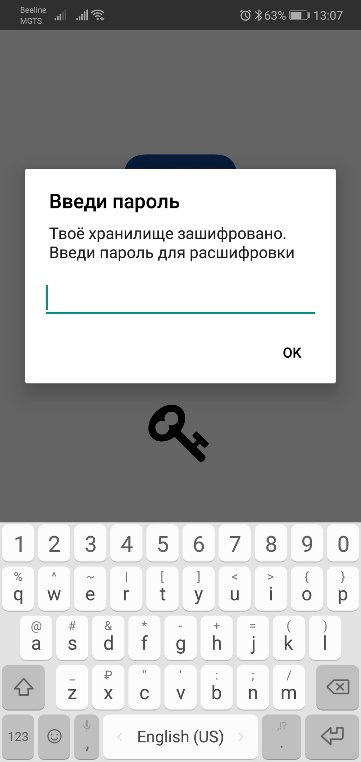 Beeline
MGTS
63%
13:07
Введи пароль
Твоё хранилище зашифровано.
Введи пароль для расшифровки
OK
1 2 3 4 5 6 7 8 9 0
% ^ ~ | [ ] < > { }
q w e r t y u i o p
@ # & * - + = ( )
a s d f g h j k l
_ ₽ " ' : ; /
z x c v b n m
123
,
English (US)
,!?
.